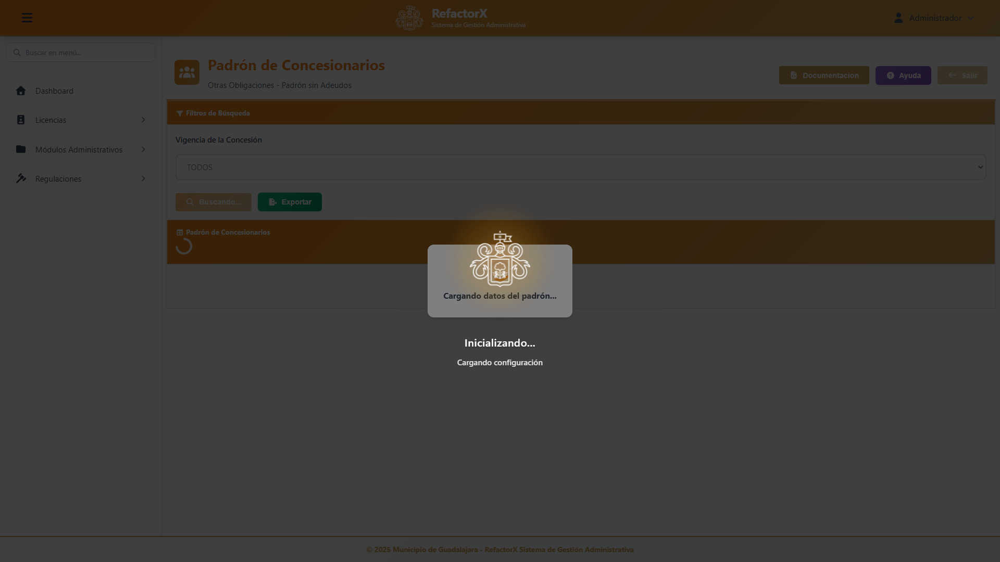 RefactorX
Sistema de Gestión Administrativa
Administrador
Buscar en menú...
Dashboard
Licencias
Módulos Administrativos
Regulaciones
Padrón de Concesionarios
Otras Obligaciones - Padrón sin Adeudos
Documentacion
Ayuda
Salir
Filtros de Búsqueda
Vigencia de la Concesión
TODOS
Buscando...
Exportar
Padrón de Concesionarios
Cargando datos del padrón...
Inicializando...
Cargando configuración
© 2025 Municipio de Guadalajara - RefactorX Sistema de Gestión Administrativa